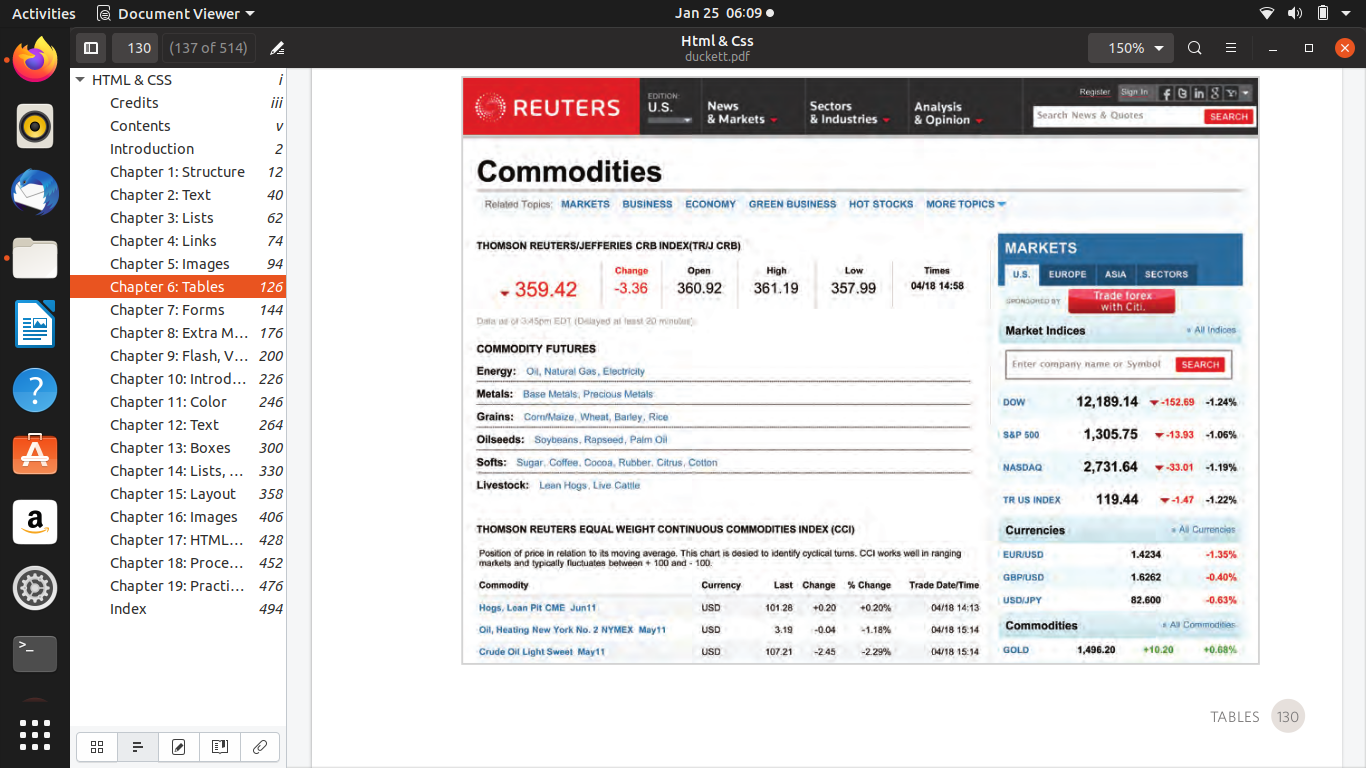 Activities Document Viewer Jan 25 06:09
130 (137 of 514) Html & Css 150%
duckett.pdf
HTML & CSS i
Credits iii
Contents v
Introduction 2
Chapter 1: Structure 12
Chapter 2: Text 40
Chapter 3: Lists 62
Chapter 4: Links 74
Chapter 5: Images 94
Chapter 6: Tables 126
Chapter 7: Forms 144
Chapter 8: Extra M... 176
Chapter 9: Flash, V... 200
Chapter 10: Introd... 226
Chapter 11: Color 246
Chapter 12: Text 264
Chapter 13: Boxes 300
Chapter 14: Lists, ... 330
Chapter 15: Layout 358
Chapter 16: Images 406
Chapter 17: HTML... 428
Chapter 18: Proce... 452
Chapter 19: Practi... 476
Index 494
REUTERS
EDITION:
U.S.
News
& Markets
Sectors
& Industries
Analysis
& Opinion
Register Sign In
Search News & Quotes SEARCH
Commodities
Related Topics: MARKETS BUSINESS ECONOMY GREEN BUSINESS HOT STOCKS MORE TOPICS
THOMSON REUTERS/JEFFERIES CRB INDEX(TR/J CRB)
Change Open High Low Times
359.42 -3.36 360.92 361.19 357.99 04/18 14:58
Data as of 3:45pm EDT (Delayed at least 20 minutes).
COMMODITY FUTURES
Energy: Oil, Natural Gas, Electricity
Metals: Base Metals, Precious Metals
Grains: Corn/Maize, Wheat, Barley, Rice
Oilseeds: Soybeans, Rapseed, Palm Oil
Softs: Sugar, Coffee, Cocoa, Rubber, Citrus, Cotton
Livestock: Lean Hogs, Live Cattle
THOMSON REUTERS EQUAL WEIGHT CONTINUOUS COMMODITIES INDEX (CCI)
Position of price in relation to its moving average. This chart is desied to identify cyclical turns. CCI works well in ranging
markets and typically fluctuates between + 100 and - 100.
Commodity Currency Last Change % Change Trade Date/Time
Hogs, Lean Pit CME Jun11 USD 101.28 +0.20 +0.20% 04/18 14:13
Oil, Heating New York No. 2 NYMEX May11 USD 3.19 -0.04 -1.18% 04/18 15:14
Crude Oil Light Sweet May11 USD 107.21 -2.45 -2.29% 04/18 15:14
MARKETS
U.S. EUROPE ASIA SECTORS
SPONSORED BY Trade forex
with Citi.
Market Indices » All Indices
Enter company name or Symbol SEARCH
DOW 12,189.14 -152.69 -1.24%
S&P 500 1,305.75 -13.93 -1.06%
NASDAQ 2,731.64 -33.01 -1.19%
TR US INDEX 119.44 -1.47 -1.22%
Currencies » All Currencies
EUR/USD 1.4234 -1.35%
GBP/USD 1.6262 -0.40%
USD/JPY 82.600 -0.63%
Commodities » All Commodities
GOLD 1,496.20 +10.20 +0.68%
TABLES 130